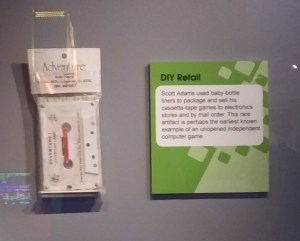 Adventure
DIY Retail
Scott Adams used baby-bottle
liners to package and sell his
cassette-tape games to electronics
stores and by mail order. This rare
artifact is perhaps the earliest known
example of an unopened independent
computer game.